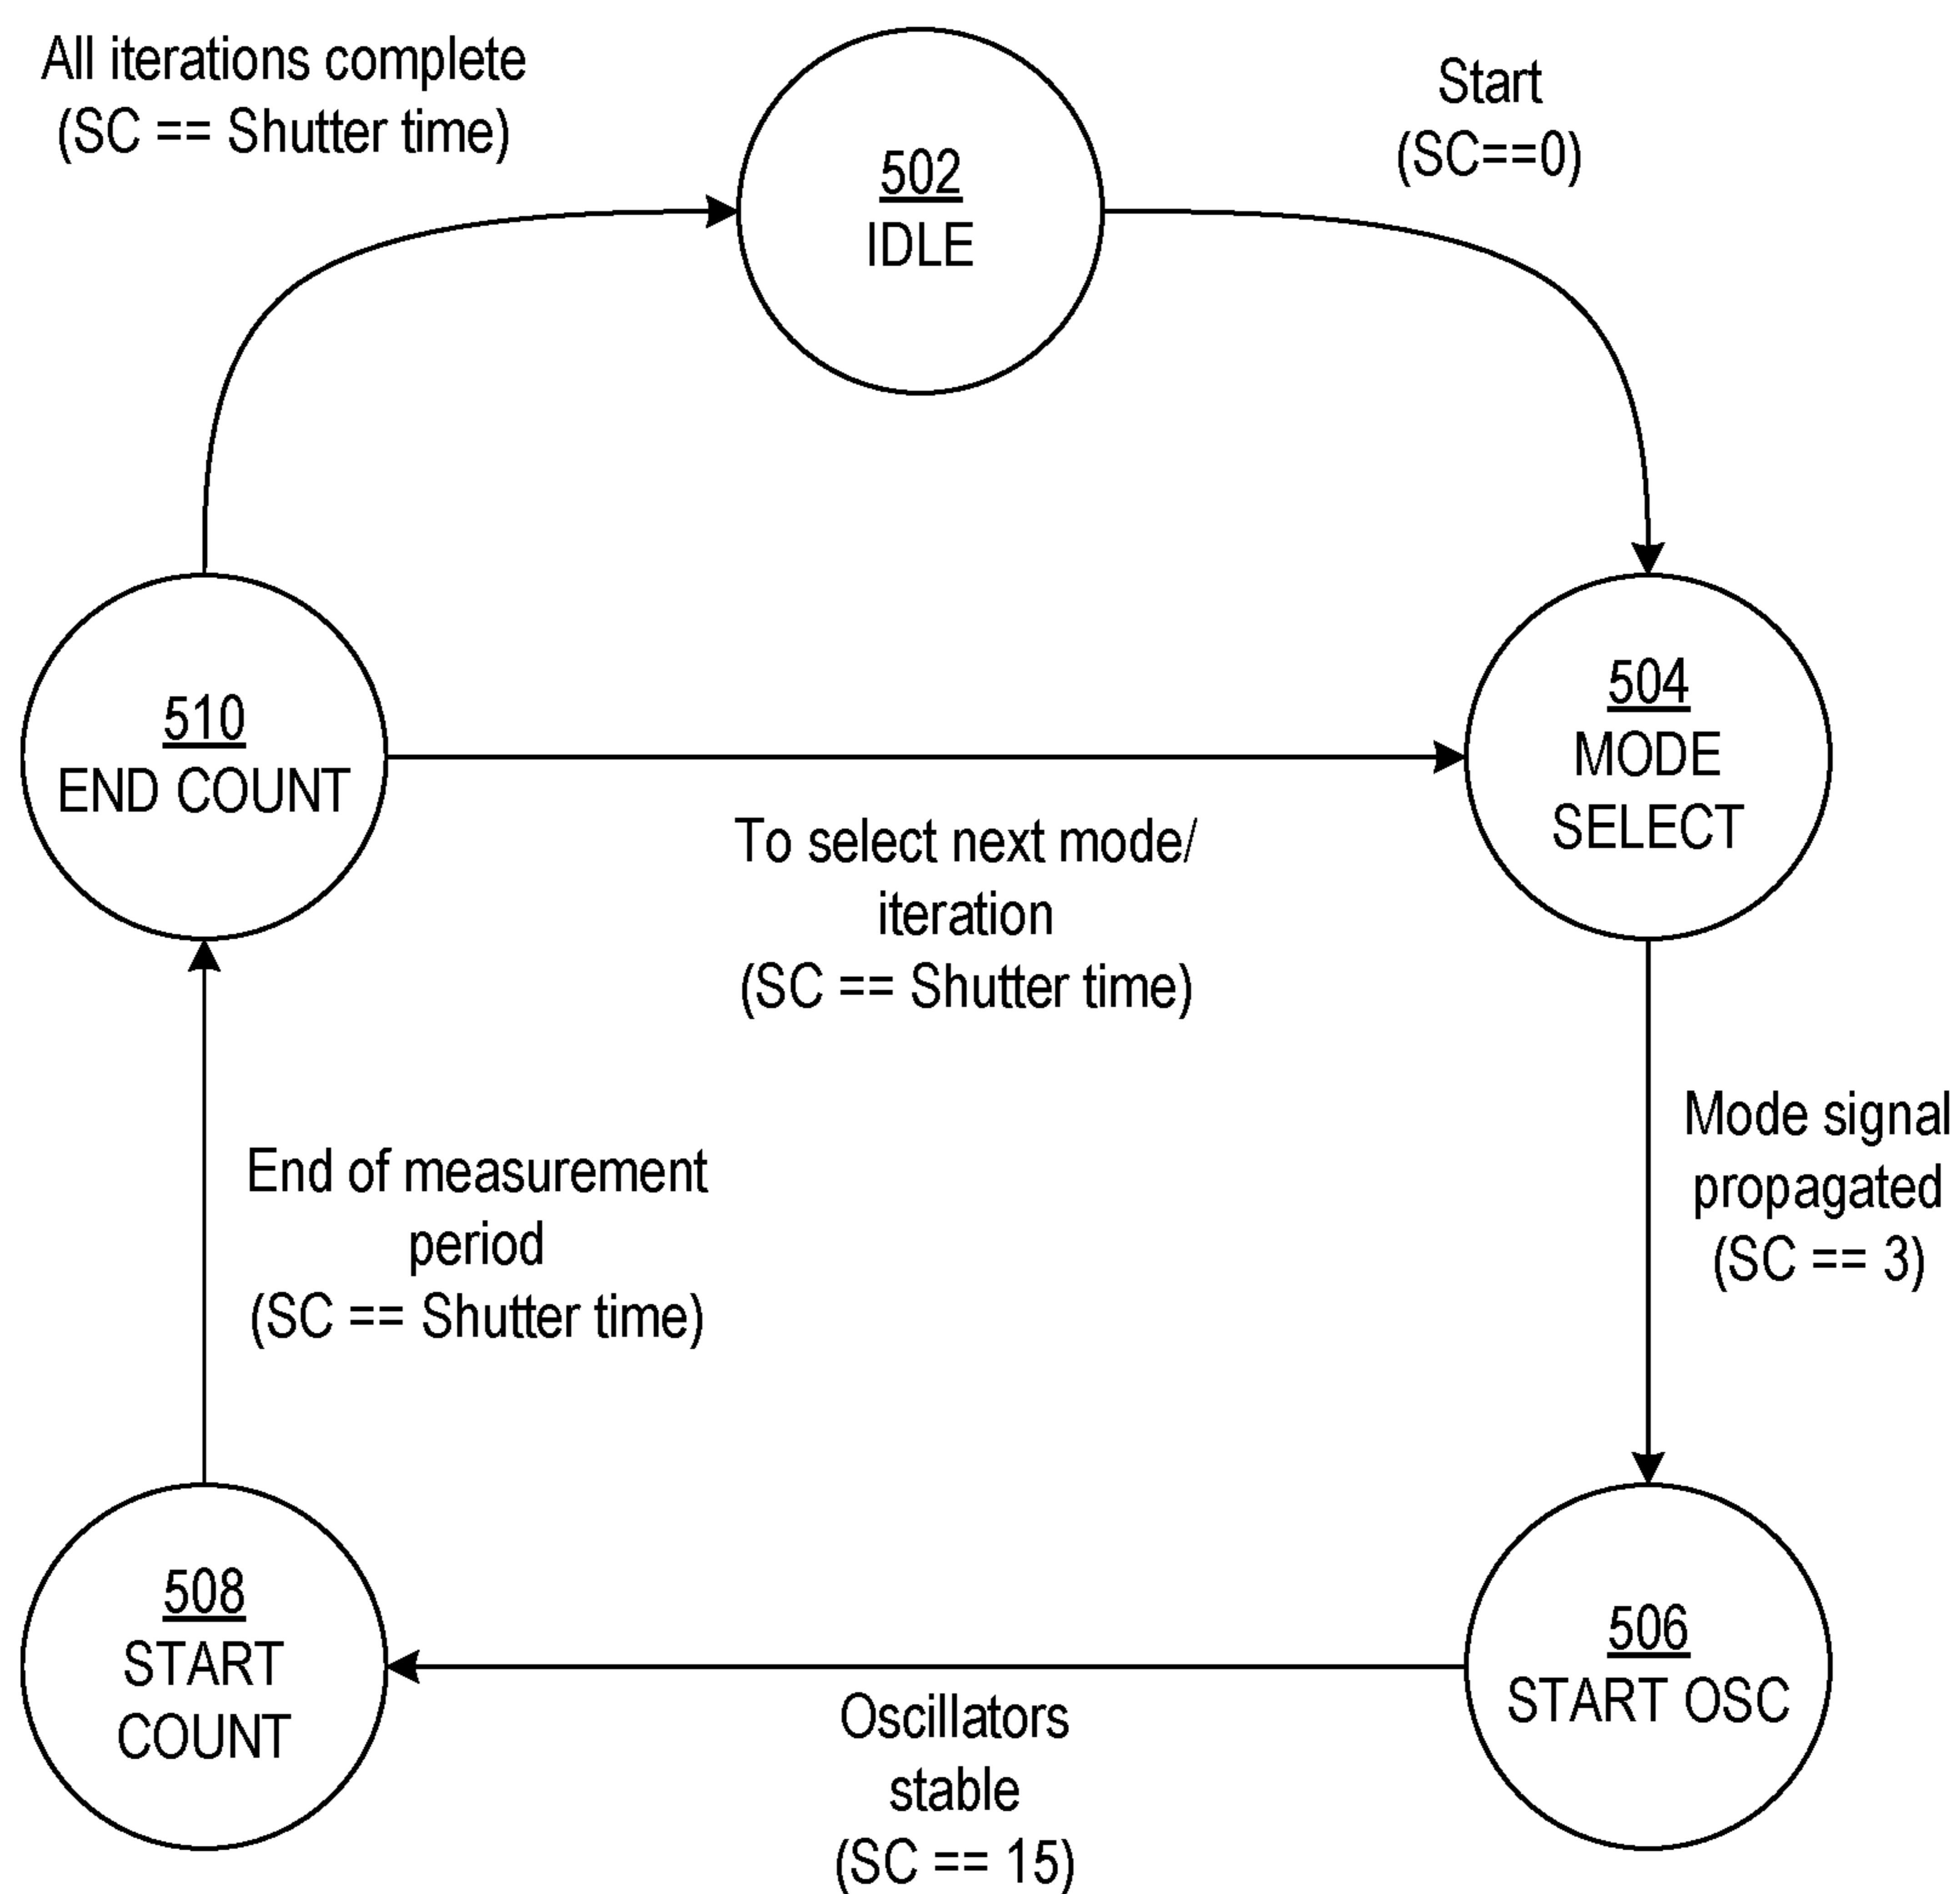 All iterations complete
(SC == Shutter time)
502
IDLE
Start
(SC==0)
510
END COUNT
504
MODE
SELECT
To select next mode/
iteration
(SC == Shutter time)
Mode signal
propagated
(SC == 3)
End of measurement
period
(SC == Shutter time)
508
START
COUNT
506
START OSC
Oscillators
stable
(SC == 15)